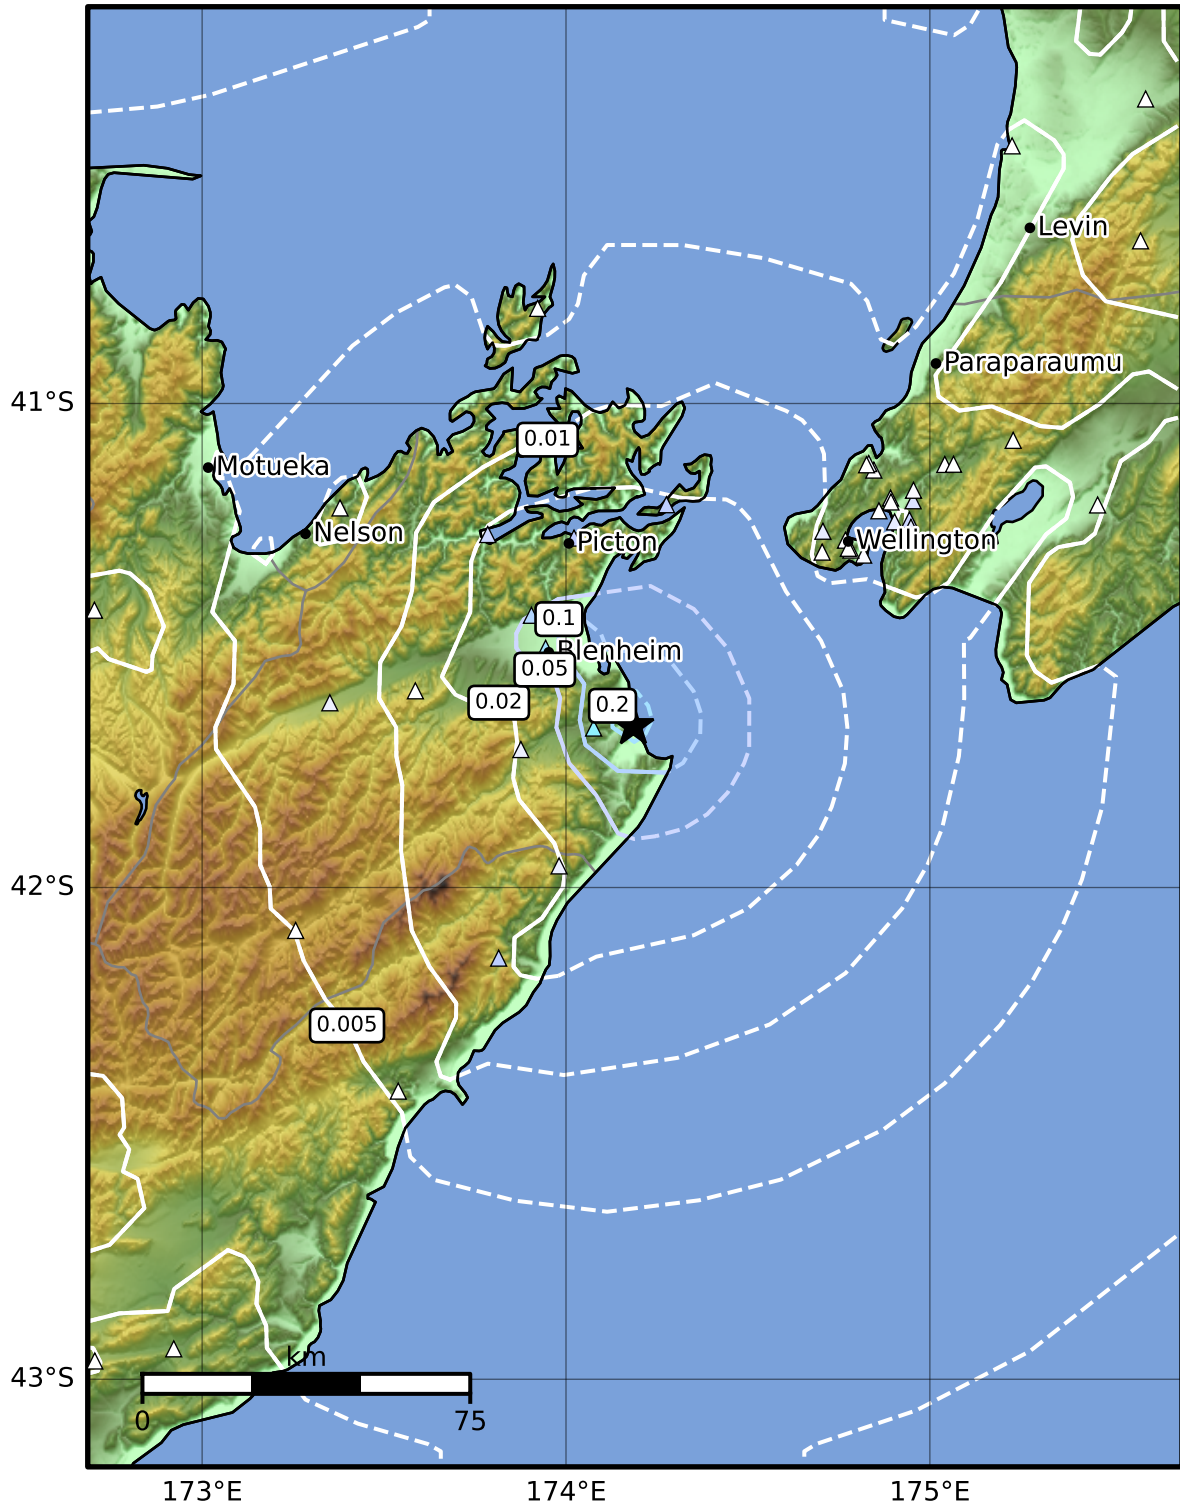 Levin
Paraparaumu
41°S
0.01
Motueka
Nelson
Picton
Wellington
0.1
Blenheim
0.05
0.02
0.2
42°S
0.005
km
43°S
0
75
173°E
174°E
175°E